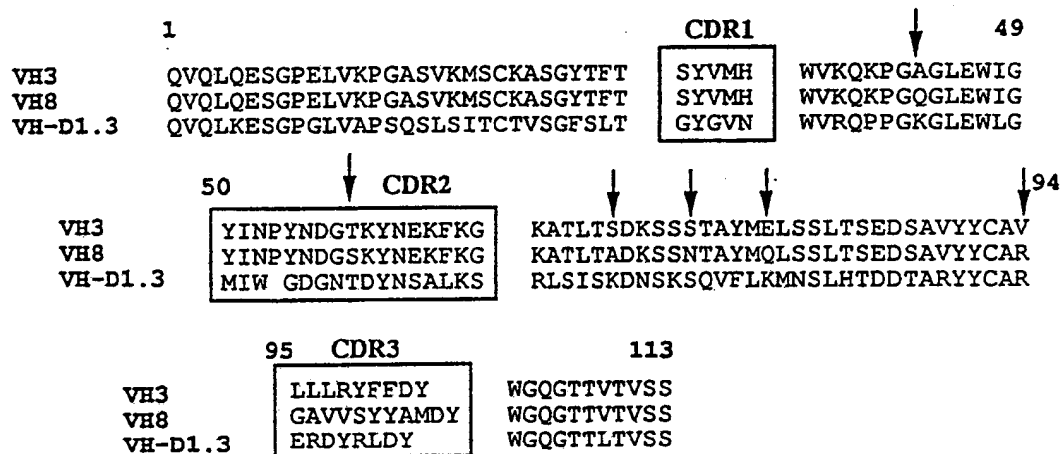 1 CDR1 49
VH3 QVQLQESGPELVKPGASVKMSCKASGYTFT SYVMH WVKQKPGAGLEWIG
VH8 QVQLQESGPELVKPGASVKMSCKASGYTFT SYVMH WVKQKPGQGLEWIG
VH-D1.3 QVQLKESGPGLVAPSQSLSITCTVSGFSLT GYGVN WVRQPPGKGLEWLG
50 CDR2 94
VH3 YINPYNDGTKYNEKFKG KATLTSDKSSSTAYMELSSLTSEDSAVYYCAV
VH8 YINPYNDGSKYNEKFKG KATLTADKSSNTAYMQLSSLTSEDSAVYYCAR
VH-D1.3 MIW GDGNTDYNSALKS RLSISKDNSKSQVFLKMNSLHTDDTARYYCAR
95 CDR3 113
VH3 LLLRYFFDY WGQGTTVTVSS
VH8 GAVVSYYAMDY WGQGTTVTVSS
VH-D1.3 ERDYRLDY WGQGTTLTVSS